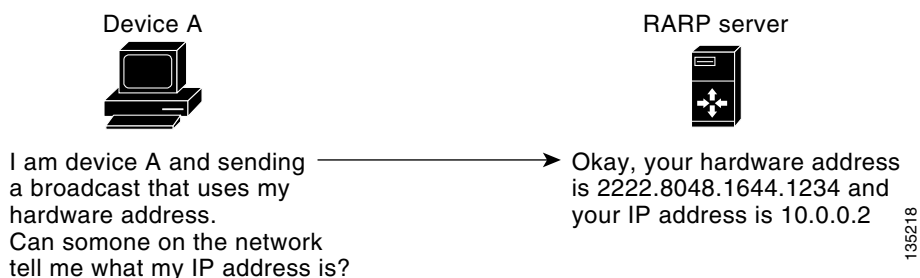 Device A
RARP server
I am device A and sending
a broadcast that uses my
hardware address.
Can somone on the network
tell me what my IP address is?
Okay, your hardware address
is 2222.8048.1644.1234 and
your IP address is 10.0.0.2
135218